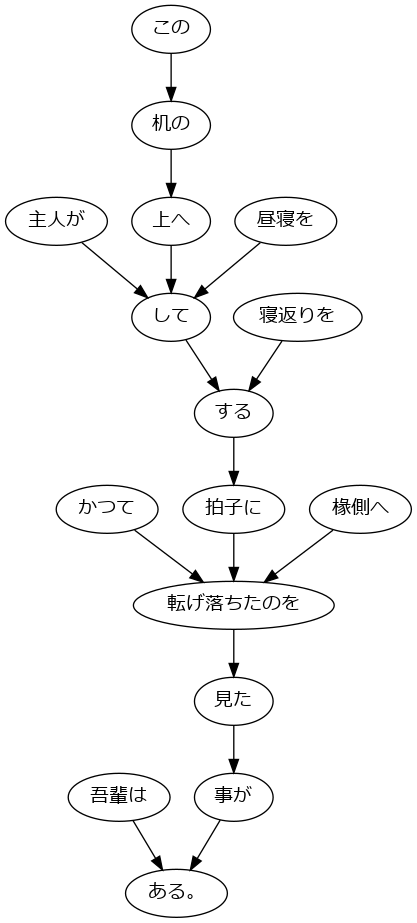 この
机の
主人が
上へ
昼寝を
して
寝返りを
する
かつて
拍子に
椽側へ
転げ落ちたのを
見た
吾輩は
事が
ある。